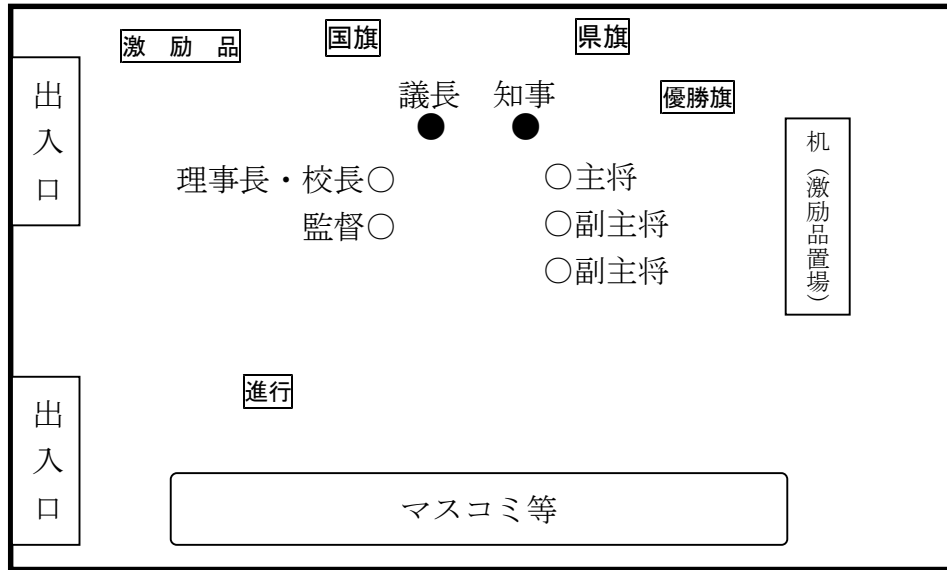 激励品
国旗
県旗
議長
知事
優勝旗
出入口
机（激励品置場）
理事長・校長○
○主将
監督○
○副主将
○副主将
進行
出入口
マスコミ等